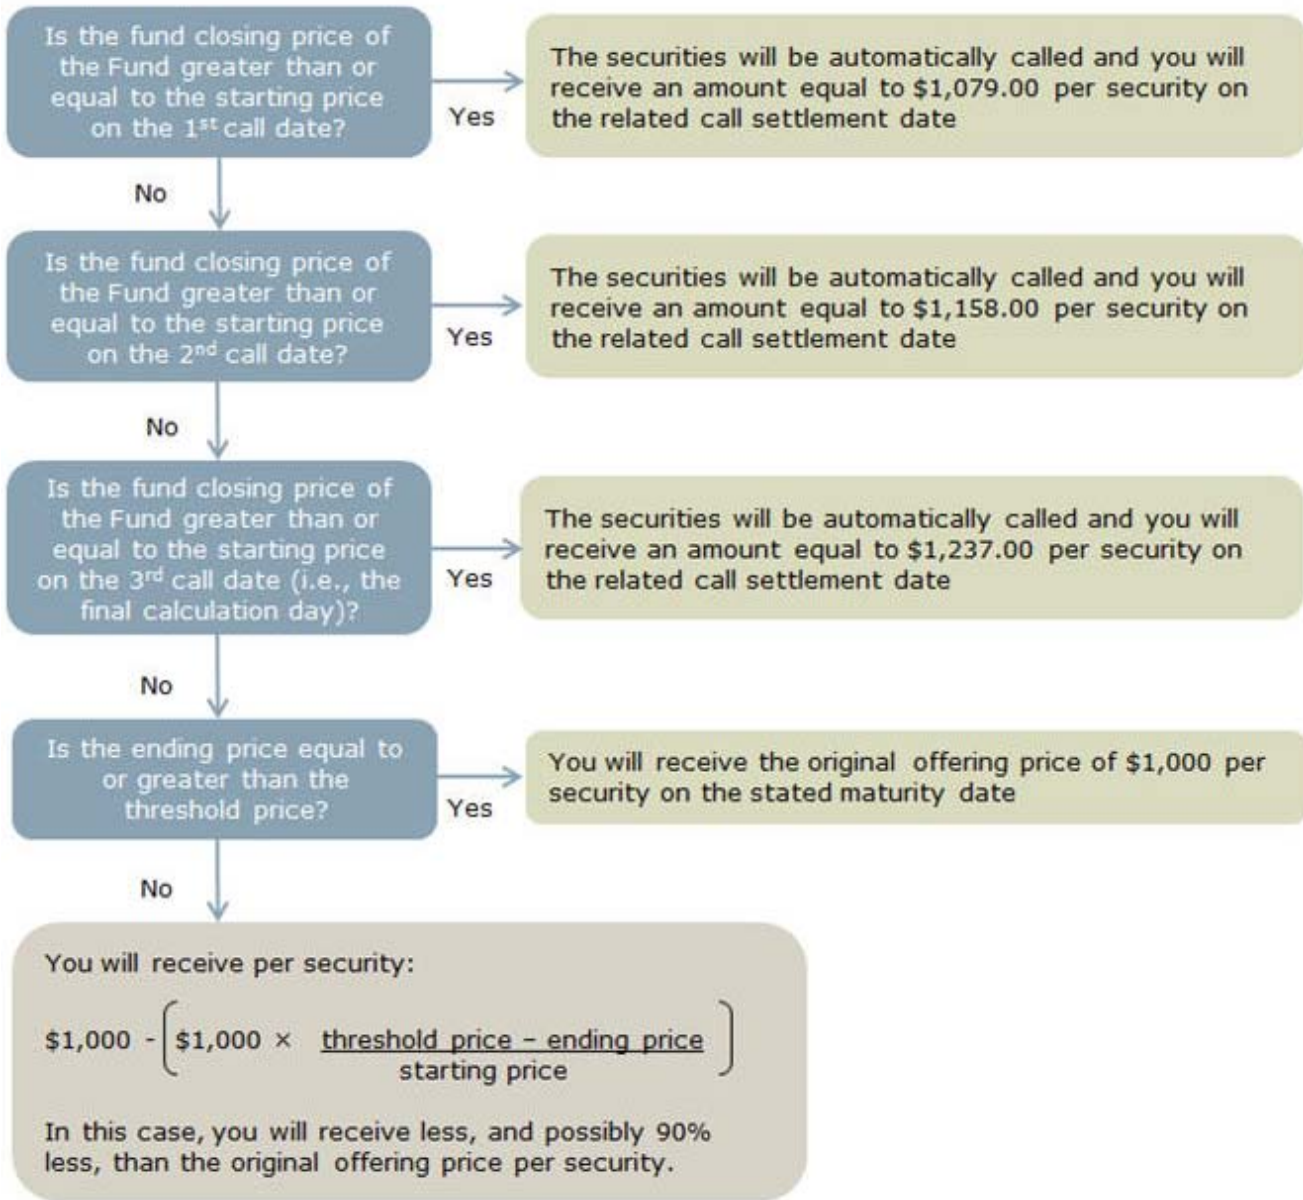 Is the fund closing price of
the Fund greater than or
equal to the starting price
on the 1st call date?
Yes
The securities will be automatically called and you will
receive an amount equal to $1,079.00 per security on
the related call settlement date
No
Is the fund closing price of
the Fund greater than or
equal to the starting price
on the 2nd call date?
Yes
The securities will be automatically called and you will
receive an amount equal to $1,158.00 per security on
the related call settlement date
No
Is the fund closing price of
the Fund greater than or
equal to the starting price
on the 3rd call date (i.e., the
final calculation day)?
Yes
The securities will be automatically called and you will
receive an amount equal to $1,237.00 per security on
the related call settlement date
No
Is the ending price equal to
or greater than the
threshold price?
Yes
You will receive the original offering price of $1,000 per
security on the stated maturity date
No
You will receive per security:
$1,000 - ( $1,000 × threshold price – ending price )
starting price
In this case, you will receive less, and possibly 90%
less, than the original offering price per security.